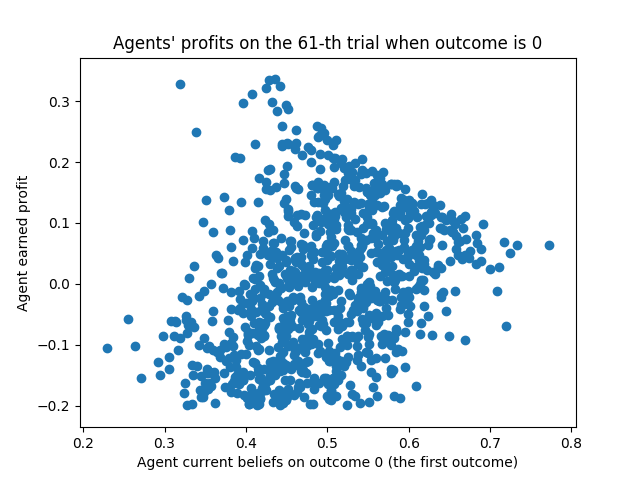 Agents' profits on the 61-th trial when outcome is 0
Agent earned profit
0.3
0.2
0.1
0.0
−0.1
−0.2
0.2 0.3 0.4 0.5 0.6 0.7 0.8
Agent current beliefs on outcome 0 (the first outcome)